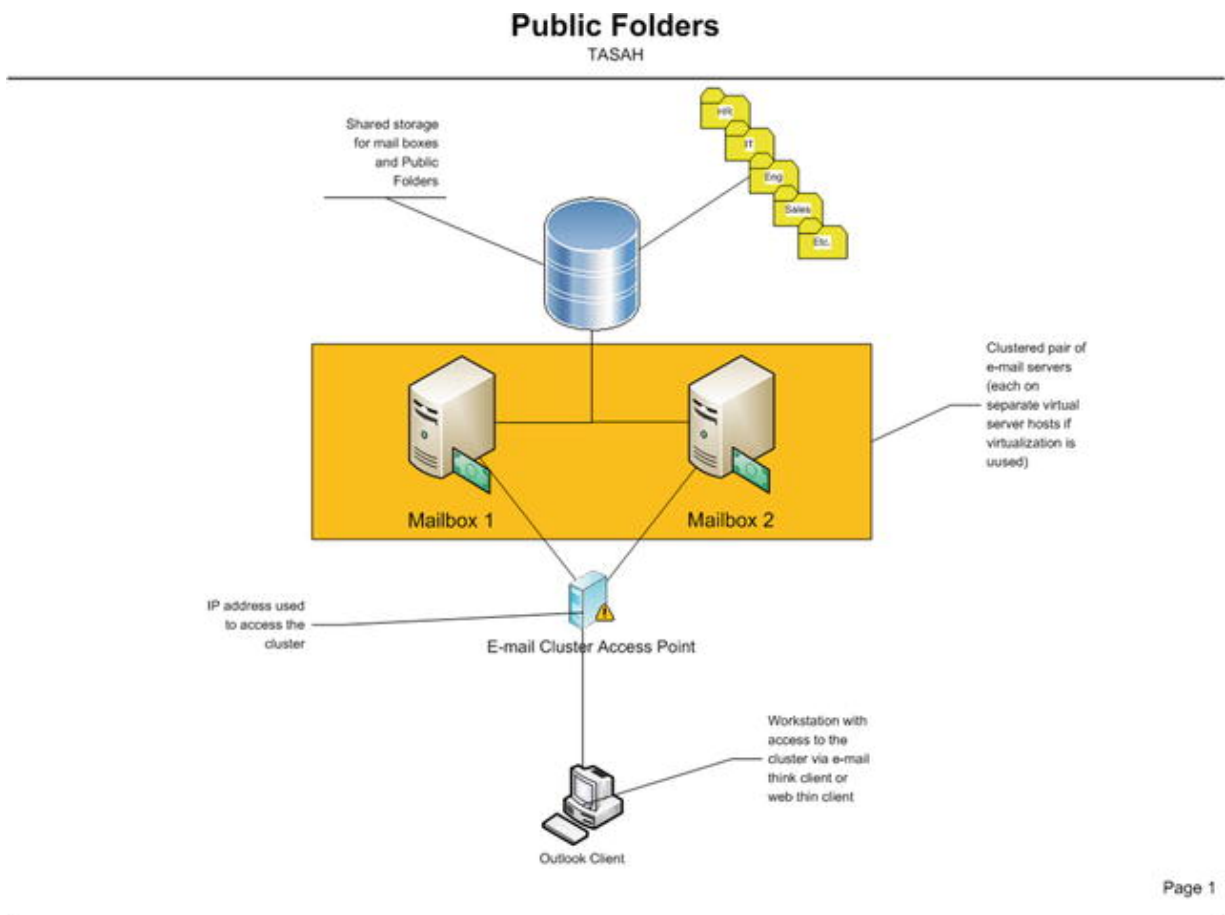 Public Folders
TASAH
Shared storage
for mail boxes
and Public
Folders
HR
IT
Eng
Sales
Etc.
Clustered pair of
e-mail servers
(each on
separate virtual
server hosts if
virtualization is
uused)
Mailbox 1
Mailbox 2
IP address used
to access the
cluster
E-mail Cluster Access Point
Workstation with
access to the
cluster via e-mail
think client or
web thin client
Outlook Client
Page 1